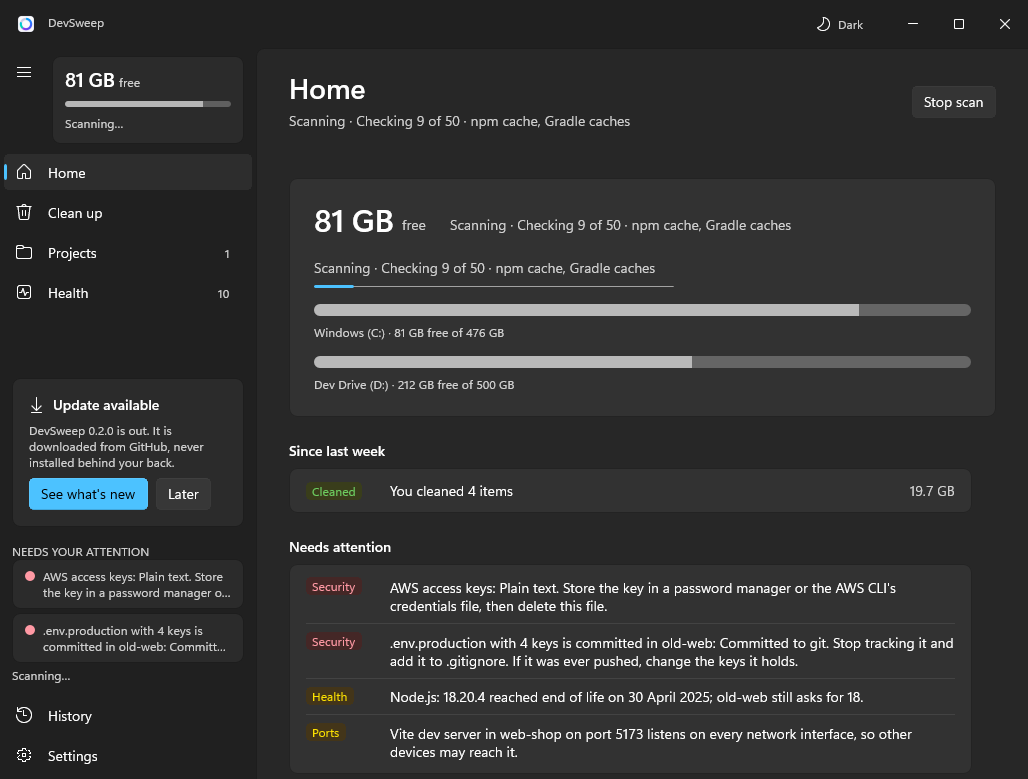 DevSweep
Dark
81 GB free
Scanning...
Home
Clean up
Projects 1
Health 10
Update available
DevSweep 0.2.0 is out. It is
downloaded from GitHub, never
installed behind your back.
See what's new
Later
NEEDS YOUR ATTENTION
AWS access keys: Plain text. Store
the key in a password manager o...
.env.production with 4 keys is
committed in old-web: Committ...
Scanning...
History
Settings
Home
Scanning · Checking 9 of 50 · npm cache, Gradle caches
Stop scan
81 GB free Scanning · Checking 9 of 50 · npm cache, Gradle caches
Scanning · Checking 9 of 50 · npm cache, Gradle caches
Windows (C:) · 81 GB free of 476 GB
Dev Drive (D:) · 212 GB free of 500 GB
Since last week
Cleaned You cleaned 4 items 19.7 GB
Needs attention
Security AWS access keys: Plain text. Store the key in a password manager or the AWS CLI's
credentials file, then delete this file.
Security .env.production with 4 keys is committed in old-web: Committed to git. Stop tracking it and
add it to .gitignore. If it was ever pushed, change the keys it holds.
Health Node.js: 18.20.4 reached end of life on 30 April 2025; old-web still asks for 18.
Ports Vite dev server in web-shop on port 5173 listens on every network interface, so other
devices may reach it.